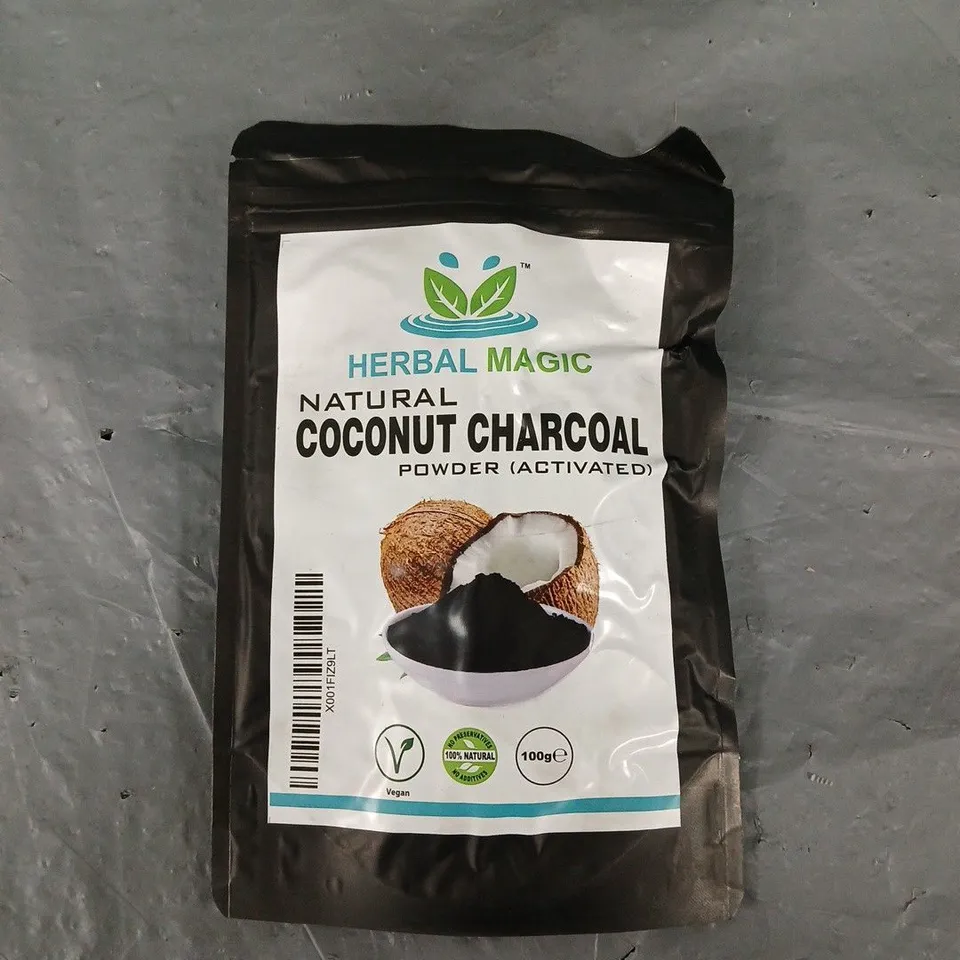 ™
HERBAL MAGIC
NATURAL
COCONUT CHARCOAL
POWDER (ACTIVATED)
X001FIZ9LT
Vegan
NO PRESERVATIVES
100% NATURAL
NO ADDITIVES
100g℮